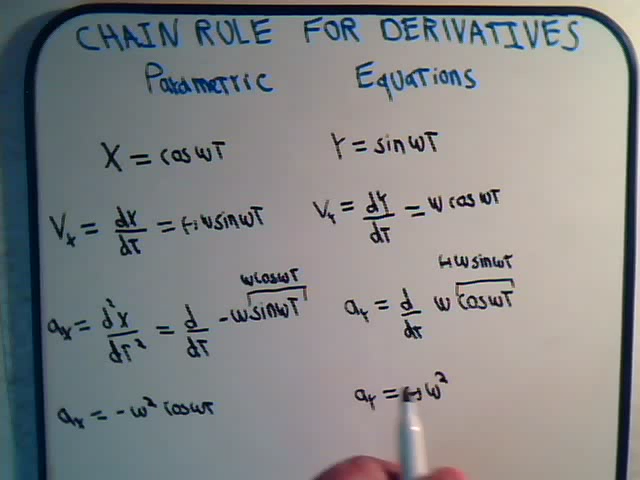 CHAIN RULE FOR DERIVATIVES
Parametric Equations
X = cos ωT
Y = sin ωT
Vx = dX/dT = (-)ω sin ωT
VY = dY/dT = ω cos ωT
ω cos ωT
ax = d²X/dT² = d/dT -ω sin ωT
(-)ω sin ωT
aY = d/dT ω cos ωT
ax = -ω² cos ωT
aY = (-)ω²